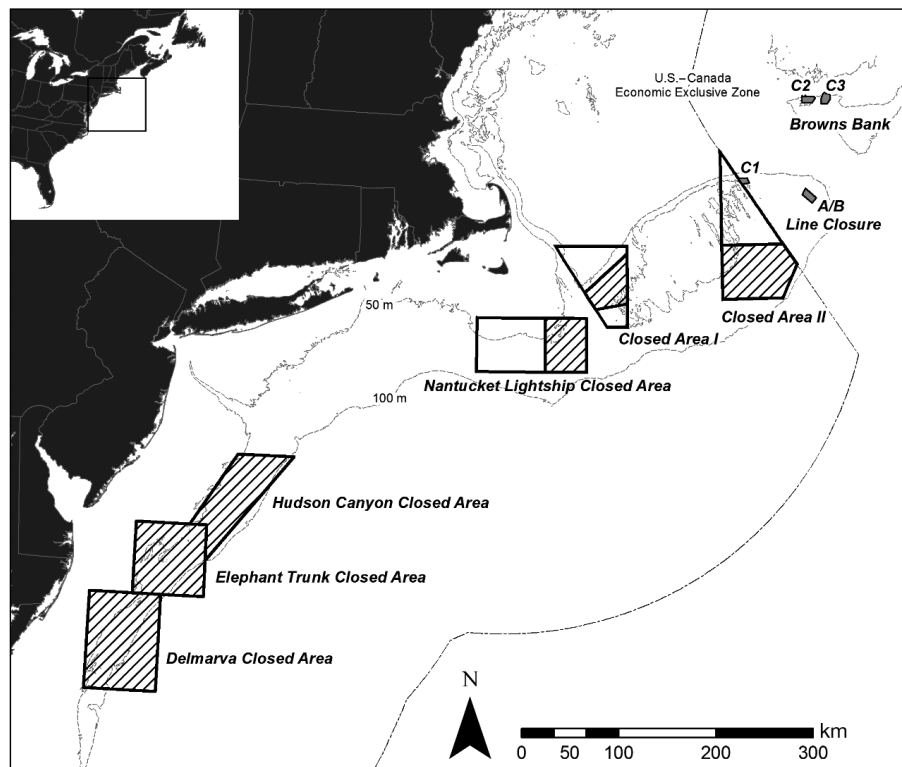 U.S.–Canada
Economic Exclusive Zone
C2 C3
Browns Bank
C1
A/B
Line Closure
50 m
Closed Area II
Closed Area I
Nantucket Lightship Closed Area
100 m
Hudson Canyon Closed Area
Elephant Trunk Closed Area
Delmarva Closed Area
N
km
0 50 100 200 300